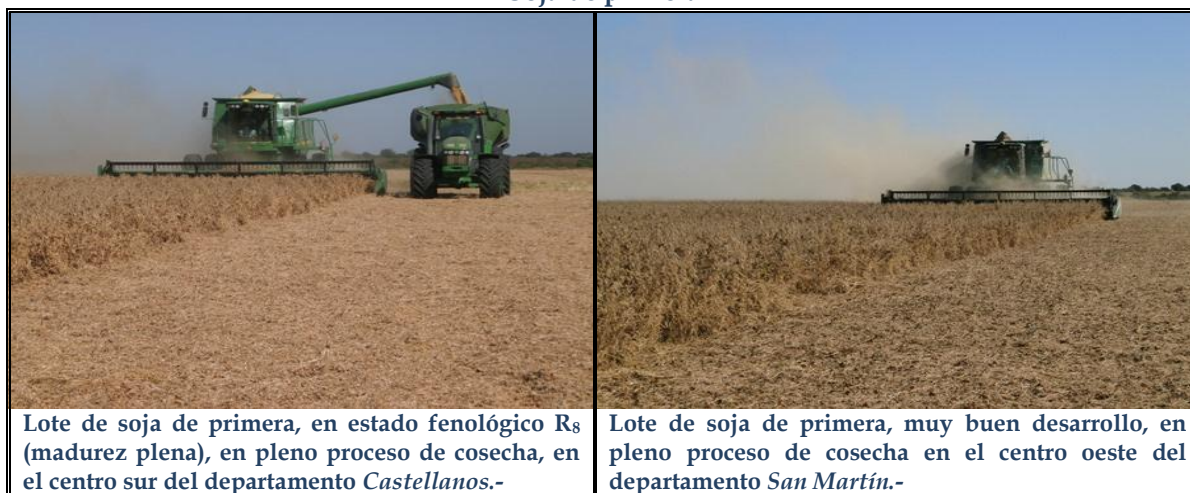 Lote de soja de primera, en estado fenológico R₈
(madurez plena), en pleno proceso de cosecha, en
el centro sur del departamento Castellanos.-
Lote de soja de primera, muy buen desarrollo, en
pleno proceso de cosecha en el centro oeste del
departamento San Martín.-